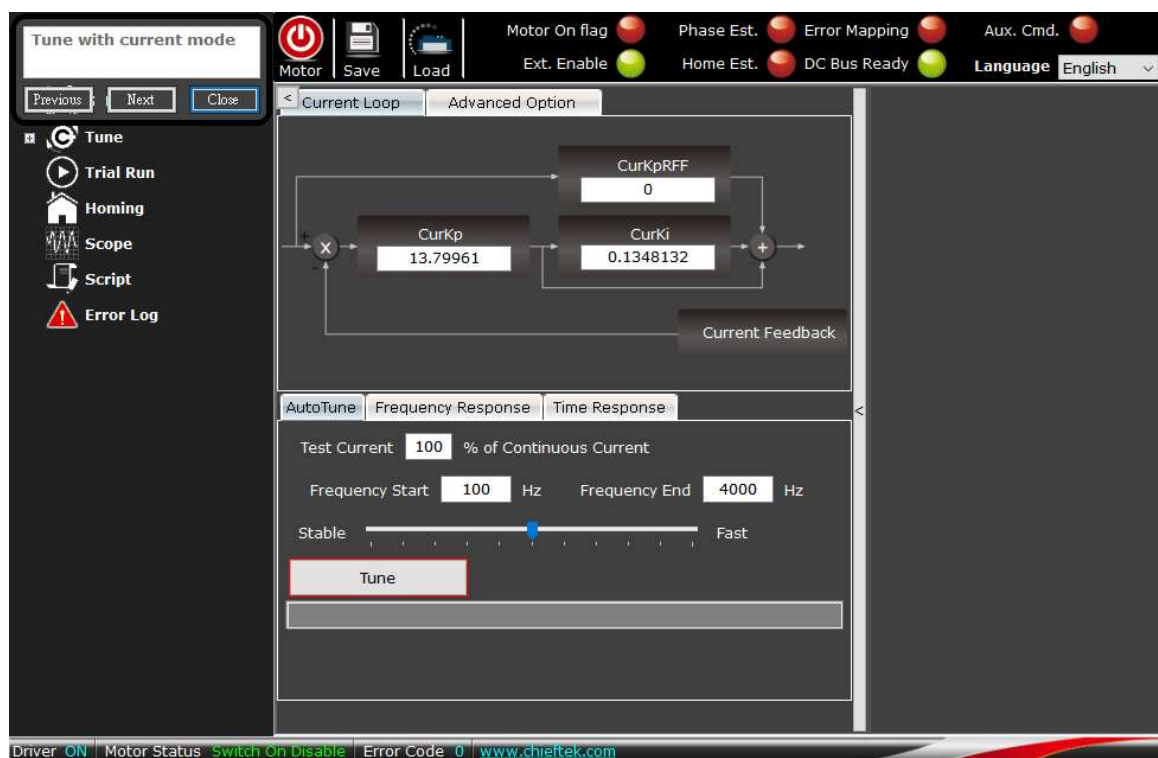 Tune with current mode
Previous Next Close
Motor Save Load
Motor On flag Phase Est. Error Mapping Aux. Cmd.
Ext. Enable Home Est. DC Bus Ready Language English
Tune
Trial Run
Homing
Scope
Script
Error Log
< Current Loop Advanced Option
CurKpRFF
0
+ X -
CurKp
13.79961
CurKi
0.1348132
+
Current Feedback
AutoTune Frequency Response Time Response
<
Test Current 100 % of Continuous Current
Frequency Start 100 Hz Frequency End 4000 Hz
Stable Fast
Tune
Driver ON Motor Status Switch On Disable Error Code 0 www.chieftek.com